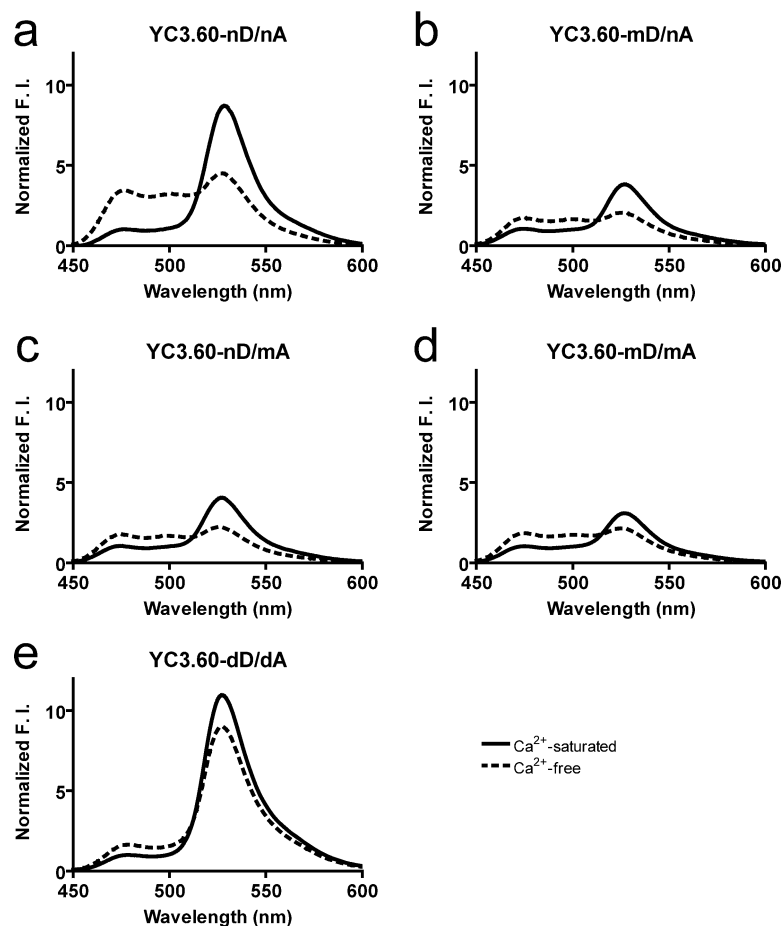 a
YC3.60-nD/nA
Normalized F. I.
10
5
0
450 500 550 600
Wavelength (nm)
b
YC3.60-mD/nA
Normalized F. I.
10
5
0
450 500 550 600
Wavelength (nm)
c
YC3.60-nD/mA
Normalized F. I.
10
5
0
450 500 550 600
Wavelength (nm)
d
YC3.60-mD/mA
Normalized F. I.
10
5
0
450 500 550 600
Wavelength (nm)
e
YC3.60-dD/dA
Normalized F. I.
10
5
0
450 500 550 600
Wavelength (nm)
Ca²⁺-saturated
Ca²⁺-free